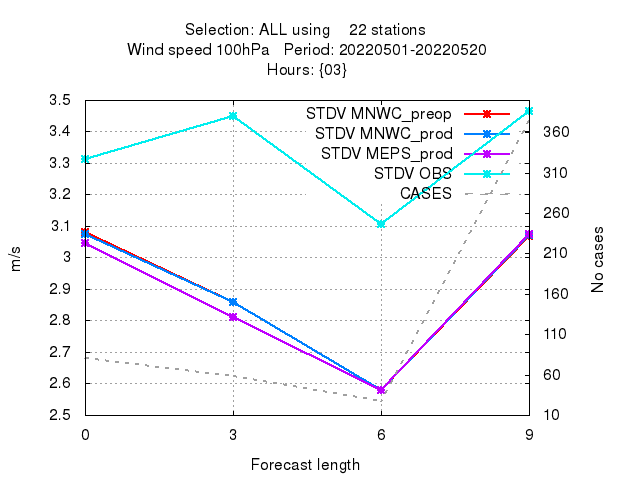 Selection: ALL using 22 stations
Wind speed 100hPa Period: 20220501-20220520
Hours: {03}
STDV MNWC_preop
STDV MNWC_prod
STDV MEPS_prod
STDV OBS
CASES
3.5
3.4
3.3
3.2
3.1
3
2.9
2.8
2.7
2.6
2.5
m/s
360
310
260
210
160
110
60
10
No cases
0 3 6 9
Forecast length